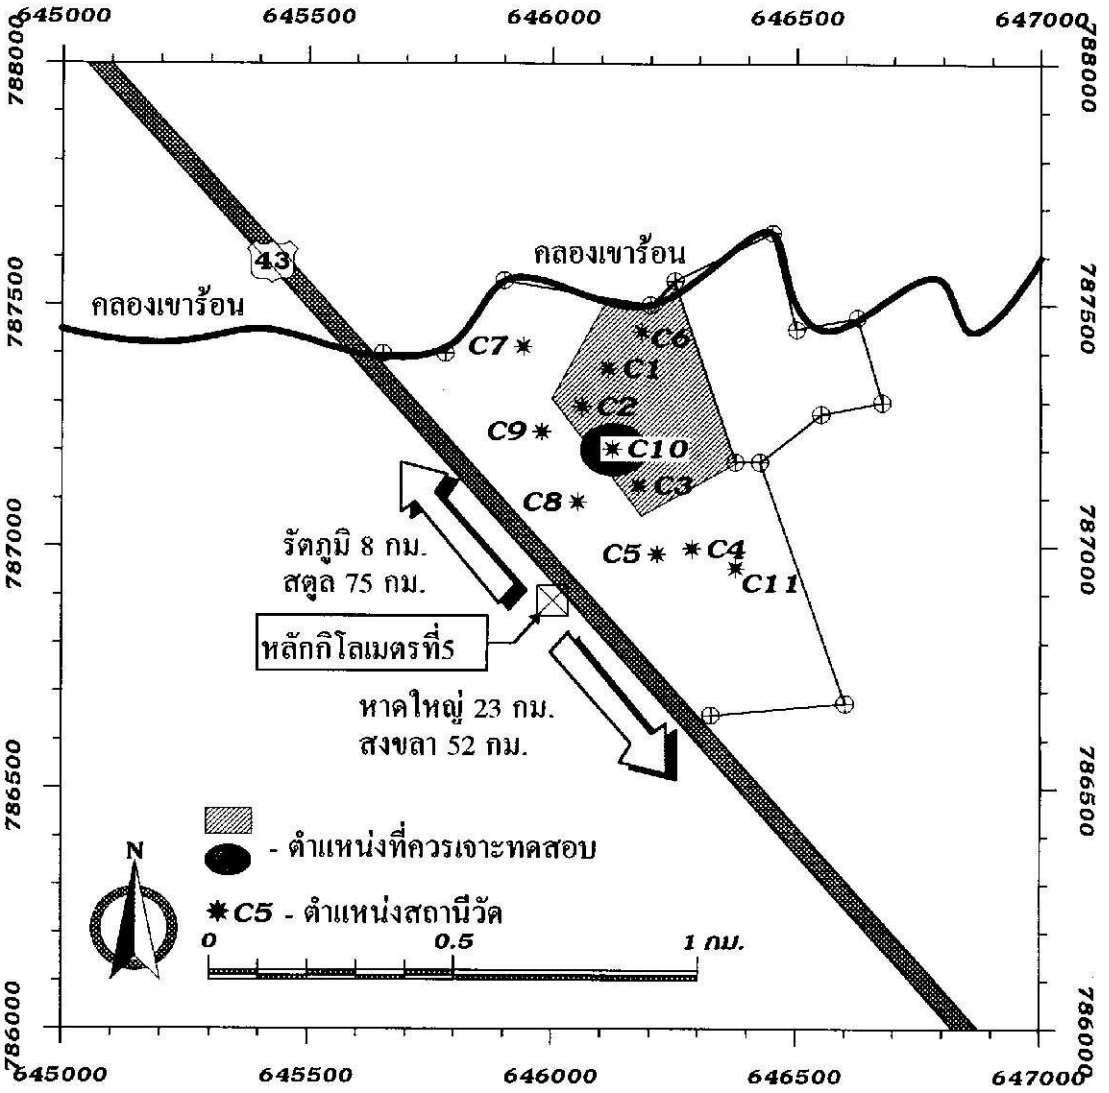 645000 645500 646000 646500 647000
788000 788000
คลองเขาร้อน
43
787500 787500
คลองเขาร้อน
C6
C7
C1
C2
C9
C10
C3
C8
787000 787000
รัตภูมิ 8 กม.
C5 C4
สตูล 75 กม.
C11
หลักกิโลเมตรที่5
หาดใหญ่ 23 กม.
สงขลา 52 กม.
786500 786500
- ตำแหน่งที่ควรเจาะทดสอบ
N
C5 - ตำแหน่งสถานีวัด
0 0.5 1 กม.
786000 786000
645000 645500 646000 646500 647000